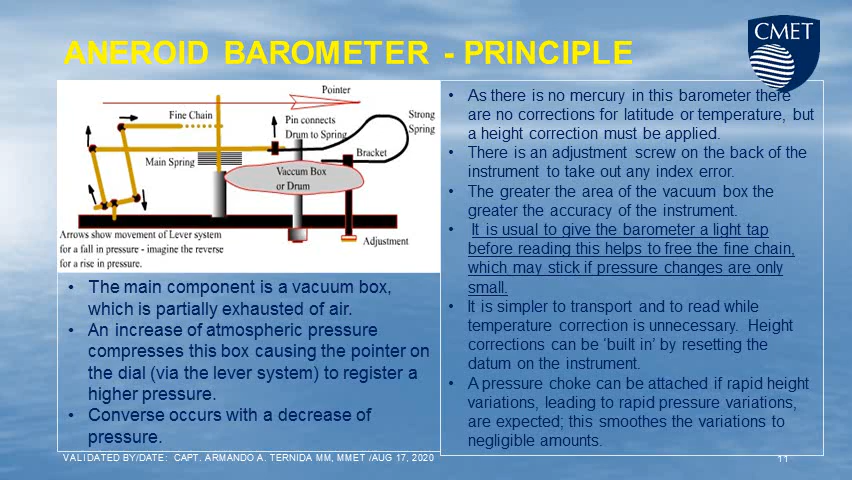 ANEROID BAROMETER - PRINCIPLE
CMET
Pointer
Fine Chain
Pin connects
Drum to Spring
Strong
Spring
Main Spring
Bracket
Vaccum Box
or Drum
Adjustment
Arrows show movement of Lever system
for a fall in pressure - imagine the reverse
for a rise in pressure.
• The main component is a vacuum box,
which is partially exhausted of air.
• An increase of atmospheric pressure
compresses this box causing the pointer on
the dial (via the lever system) to register a
higher pressure.
• Converse occurs with a decrease of
pressure.
• As there is no mercury in this barometer there
are no corrections for latitude or temperature, but
a height correction must be applied.
• There is an adjustment screw on the back of the
instrument to take out any index error.
• The greater the area of the vacuum box the
greater the accuracy of the instrument.
• It is usual to give the barometer a light tap
before reading this helps to free the fine chain,
which may stick if pressure changes are only
small.
• It is simpler to transport and to read while
temperature correction is unnecessary. Height
corrections can be ‘built in’ by resetting the
datum on the instrument.
• A pressure choke can be attached if rapid height
variations, leading to rapid pressure variations,
are expected; this smoothes the variations to
negligible amounts.
VALIDATED BY/DATE: CAPT. ARMANDO A. TERNIDA MM, MMET /AUG 17, 2020
11